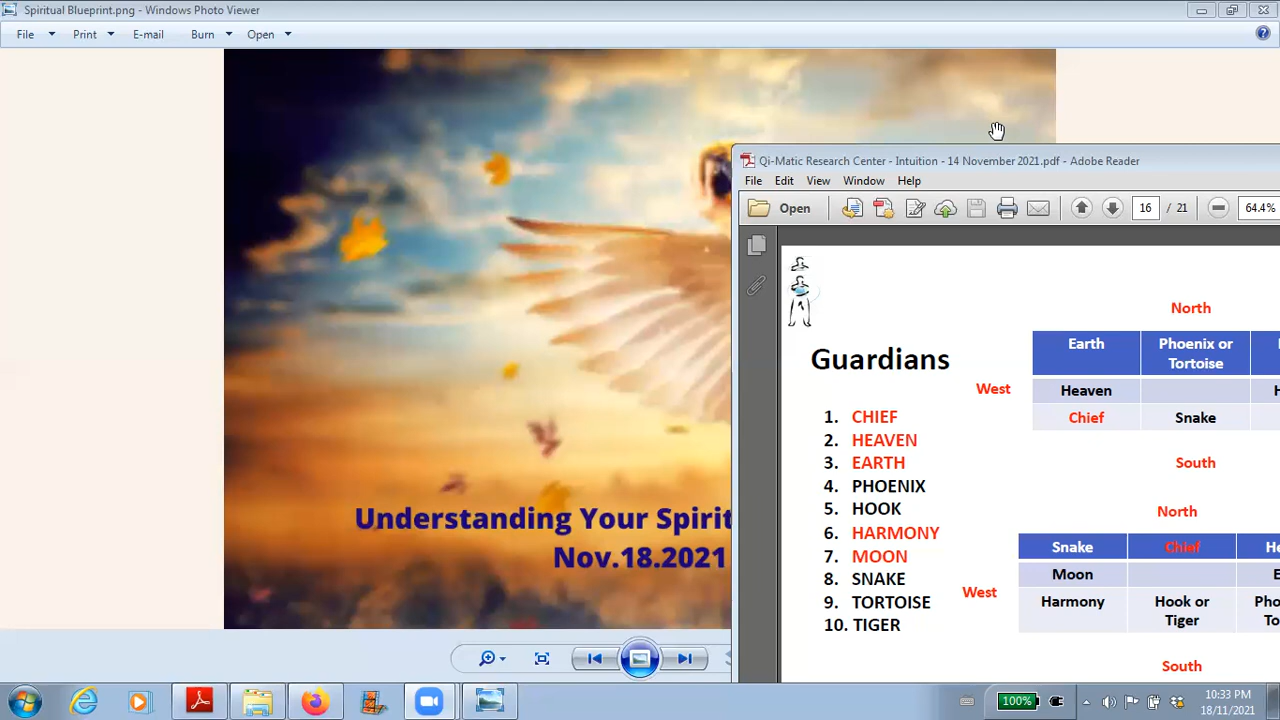 Spiritual Blueprint.png - Windows Photo Viewer
File Print E-mail Burn Open
Understanding Your Spirit
Nov.18.2021
Qi-Matic Research Center - Intuition - 14 November 2021.pdf - Adobe Reader
File Edit View Window Help
Open 16 / 21 64.4%
Guardians
1. CHIEF
2. HEAVEN
3. EARTH
4. PHOENIX
5. HOOK
6. HARMONY
7. MOON
8. SNAKE
9. TORTOISE
10. TIGER
North
West
Earth Phoenix or
Tortoise
Heaven H
Chief Snake
South
North
West
Snake Chief He
Moon E
Harmony Hook or Pho
Tiger To
South
100%
10:33 PM
18/11/2021